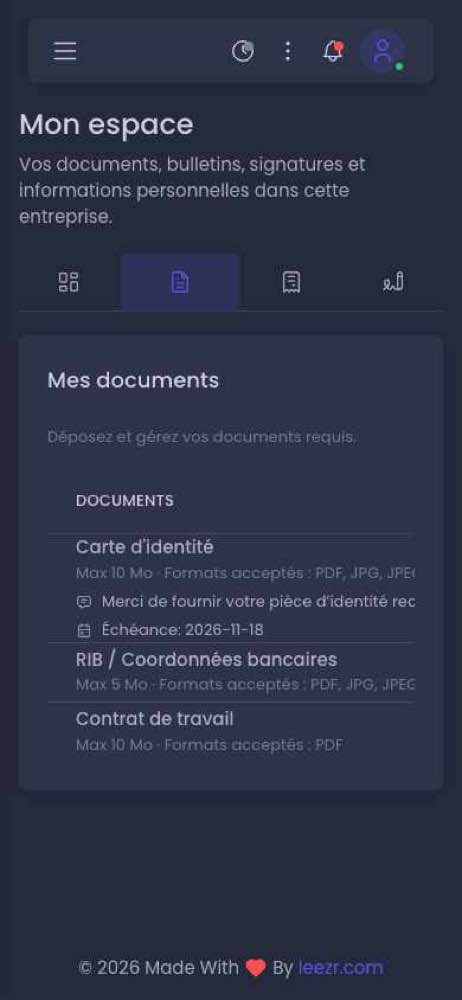 Mon espace
Vos documents, bulletins, signatures et
informations personnelles dans cette
entreprise.
Mes documents
Déposez et gérez vos documents requis.
DOCUMENTS
Carte d'identité
Max 10 Mo · Formats acceptés : PDF, JPG, JPE
Merci de fournir votre pièce d'identité rec
Échéance: 2026-11-18
RIB / Coordonnées bancaires
Max 5 Mo · Formats acceptés : PDF, JPG, JPEG
Contrat de travail
Max 10 Mo · Formats acceptés : PDF
© 2026 Made With By leezr.com